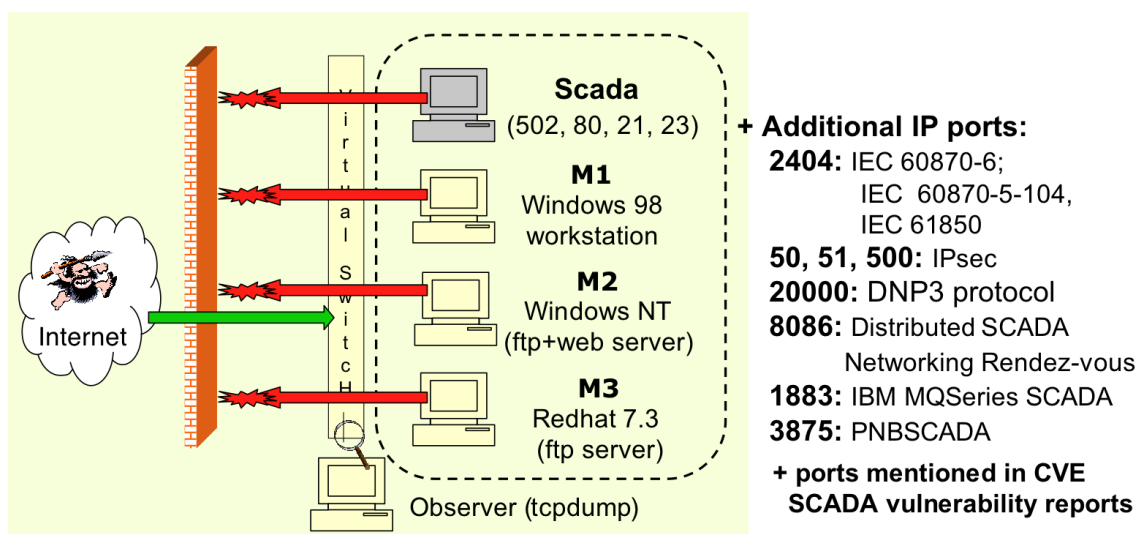 Internet
Virtual SwitcH
Scada
(502, 80, 21, 23)
M1
Windows 98
workstation
M2
Windows NT
(ftp+web server)
M3
Redhat 7.3
(ftp server)
Observer (tcpdump)
+ Additional IP ports:
2404: IEC 60870-6;
IEC 60870-5-104,
IEC 61850
50, 51, 500: IPsec
20000: DNP3 protocol
8086: Distributed SCADA
Networking Rendez-vous
1883: IBM MQSeries SCADA
3875: PNBSCADA
+ ports mentioned in CVE
SCADA vulnerability reports